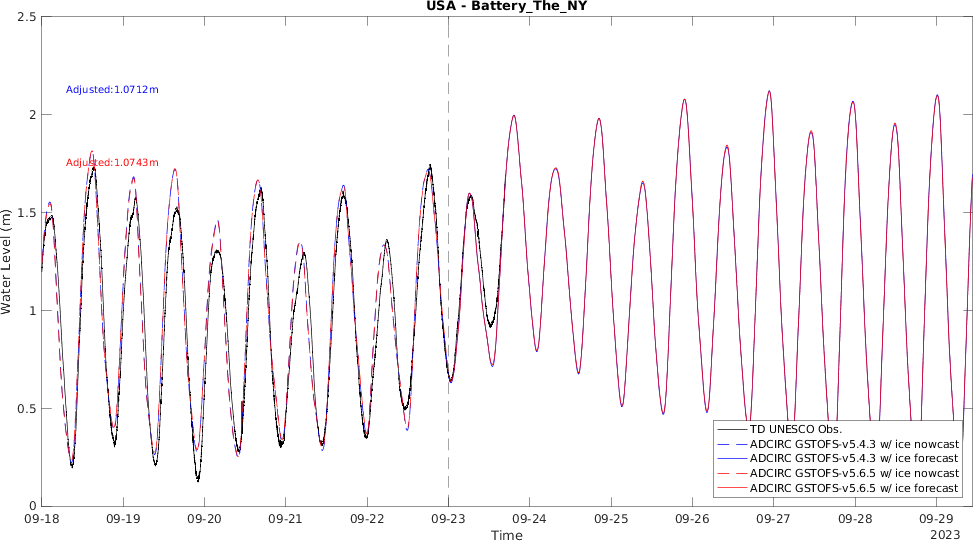 USA - Battery_The_NY
2.5
2
1.5
1
0.5
0
Water Level (m)
Adjusted:1.0712m
Adjusted:1.0743m
TD UNESCO Obs.
ADCIRC GSTOFS-v5.4.3 w/ ice nowcast
ADCIRC GSTOFS-v5.4.3 w/ ice forecast
ADCIRC GSTOFS-v5.6.5 w/ ice nowcast
ADCIRC GSTOFS-v5.6.5 w/ ice forecast
09-18 09-19 09-20 09-21 09-22 09-23 09-24 09-25 09-26 09-27 09-28 09-29
2023
Time